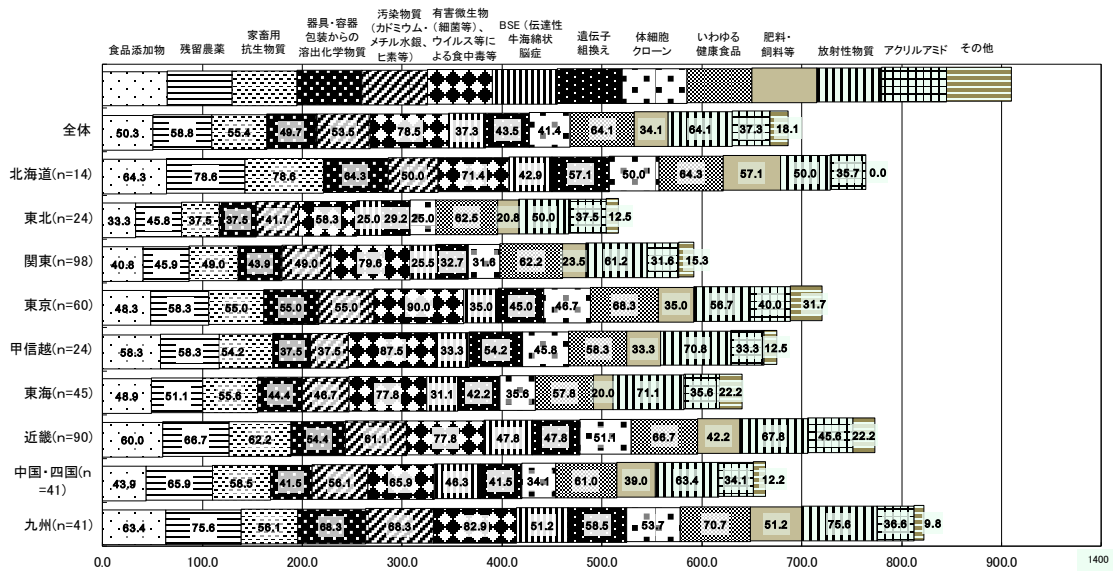 食品添加物
残留農薬
家畜用
抗生物質
器具・容器
包装からの
溶出化学物質
汚染物質
(カドミウム・
メチル水銀、
ヒ素等)
有害微生物
(細菌等)、
ウイルス等に
よる食中毒等
BSE(伝達性
牛海綿状
脳症
遺伝子
組換え
体細胞
クローン
いわゆる
健康食品
肥料・
飼料等
放射性物質
アクリルアミド
その他
全体
50.3 58.8 55.4 49.7 53.5 78.5 37.3 43.5 41.4 64.1 34.1 64.1 37.3 18.1
北海道(n=14)
64.3 78.6 78.6 64.3 50.0 71.4 42.9 57.1 50.0 64.3 57.1 50.0 35.7 0.0
東北(n=24)
33.3 45.8 37.5 37.5 41.7 58.3 25.0 29.2 25.0 62.5 20.8 50.0 37.5 12.5
関東(n=98)
40.8 45.9 49.0 43.9 49.0 79.6 25.5 32.7 31.6 62.2 23.5 61.2 31.6 15.3
東京(n=60)
48.3 58.3 55.0 55.0 55.0 90.0 35.0 45.0 46.7 68.3 35.0 56.7 40.0 31.7
甲信越(n=24)
58.3 58.3 54.2 37.5 37.5 87.5 33.3 54.2 45.8 58.3 33.3 70.8 33.3 12.5
東海(n=45)
48.9 51.1 55.6 44.4 46.7 77.8 31.1 42.2 35.6 57.8 20.0 71.1 35.6 22.2
近畿(n=90)
60.0 66.7 62.2 54.4 61.1 77.8 47.8 47.8 51.1 66.7 42.2 67.8 45.6 22.2
中国・四国(n
=41)
43.9 65.9 58.5 41.5 56.1 65.9 46.3 41.5 34.1 61.0 39.0 63.4 34.1 12.2
九州(n=41)
63.4 75.6 56.1 68.3 68.3 82.9 51.2 58.5 53.7 70.7 51.2 75.6 36.6 9.8
0.0 100.0 200.0 300.0 400.0 500.0 600.0 700.0 800.0 900.0 1400